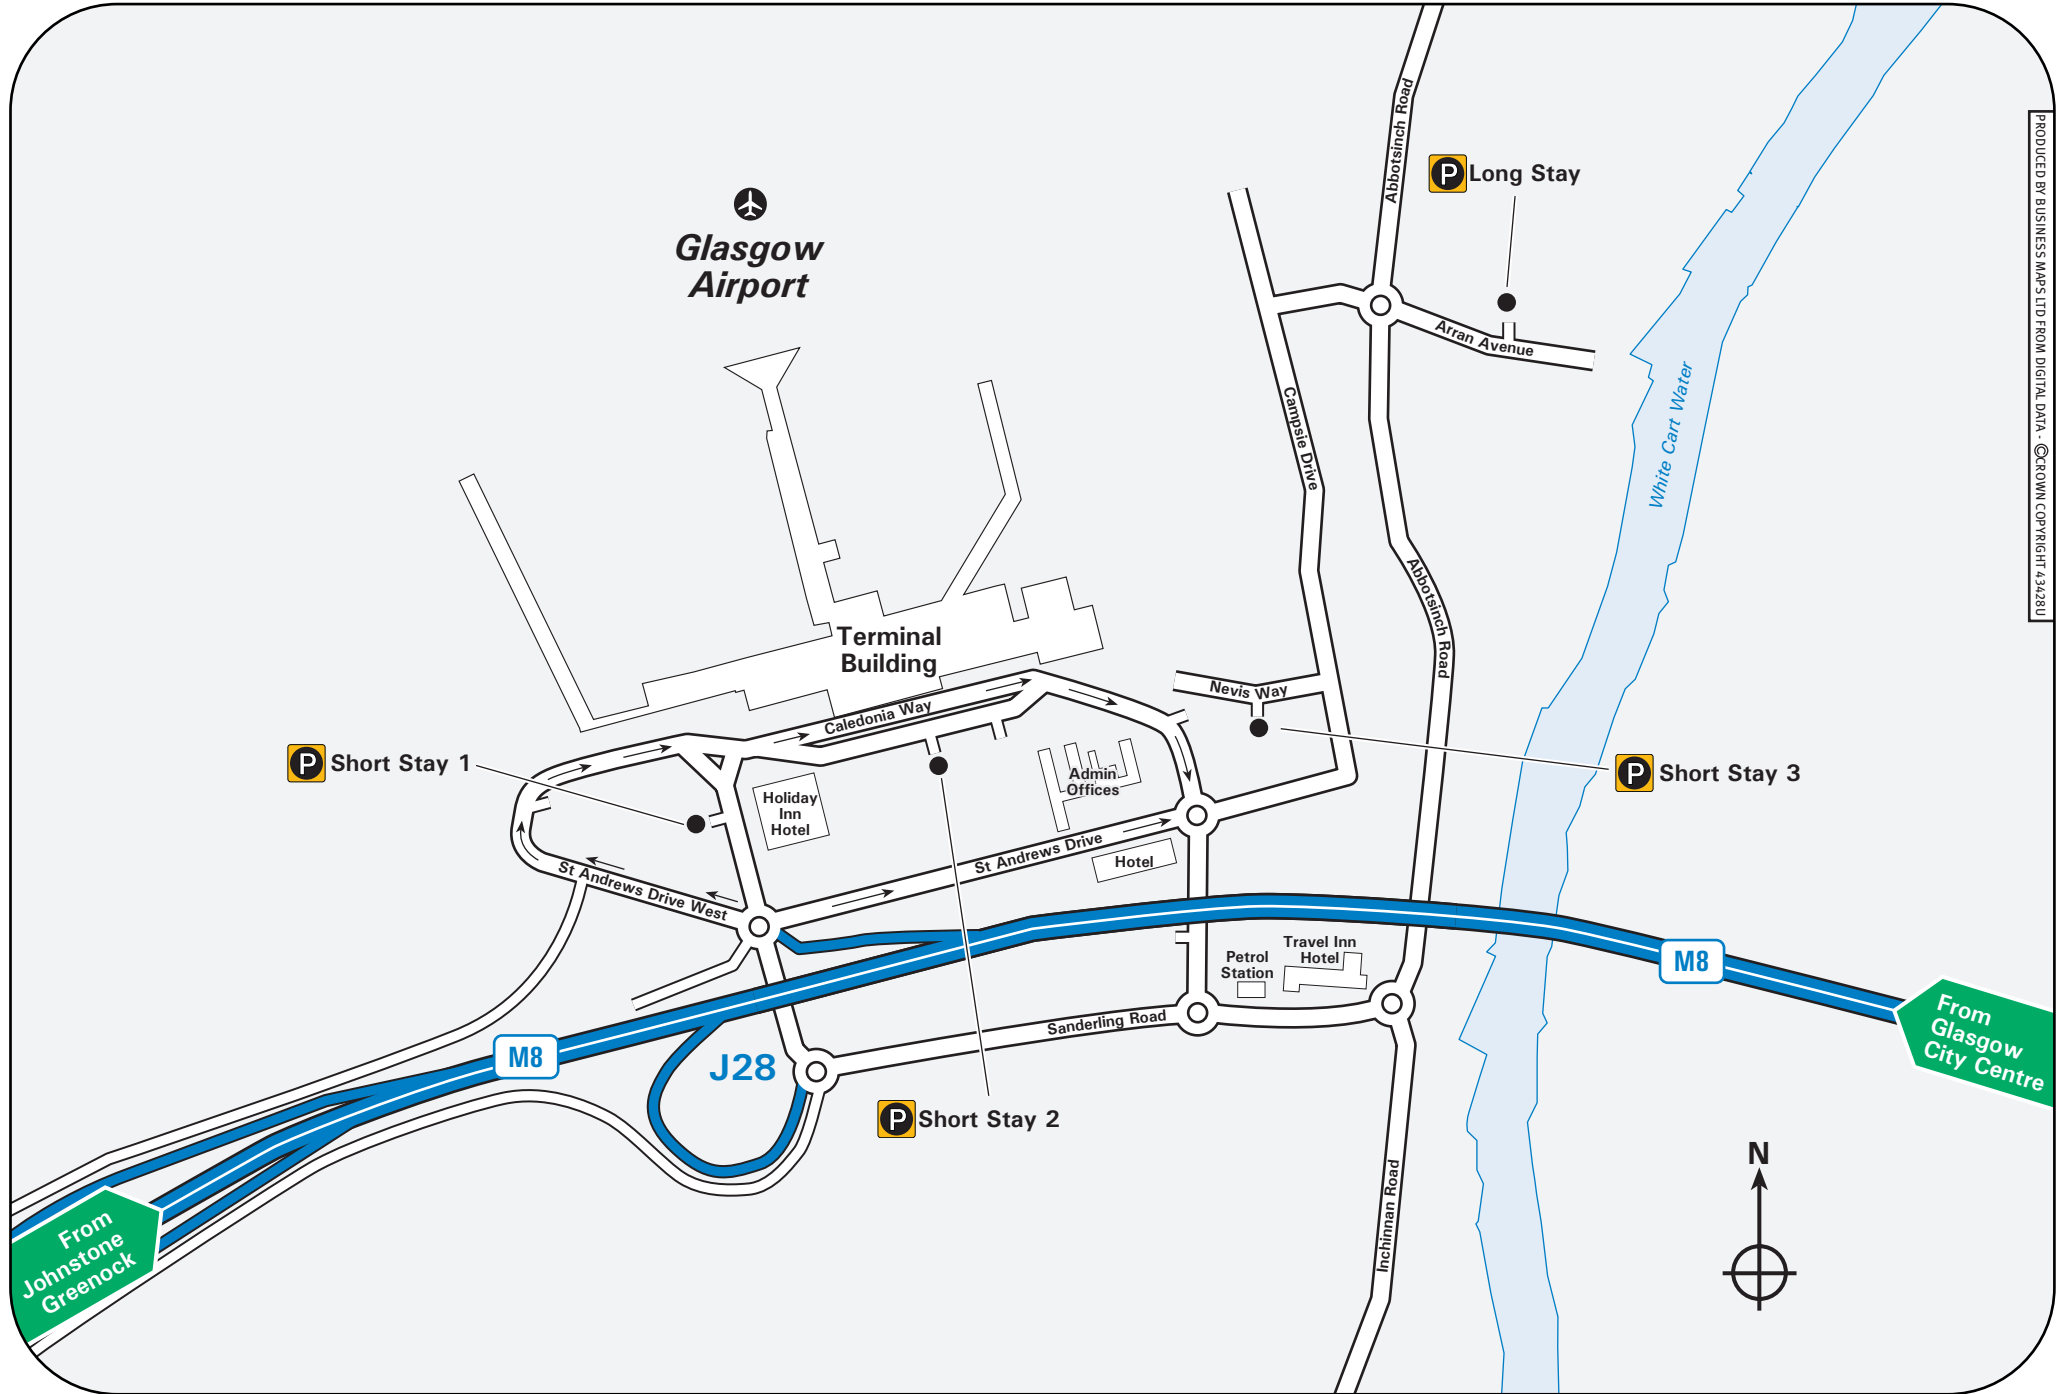 Abbotsinch Road
P Long Stay
Glasgow
Airport
Arran Avenue
White Cart Water
Campsie Drive
Abbotsinch Road
Terminal
Building
Nevis Way
Caledonia Way
P Short Stay 1
P Short Stay 3
Admin
Offices
Holiday
Inn
Hotel
St Andrews Drive
Hotel
St Andrews Drive West
Travel Inn
Hotel
Petrol
Station
M8
From
Glasgow
City Centre
Sanderling Road
M8
J28
P Short Stay 2
N
Inchinnan Road
From
Johnstone
Greenock
PRODUCED BY BUSINESS MAPS LTD FROM DIGITAL DATA - ©CROWN COPYRIGHT 43428U